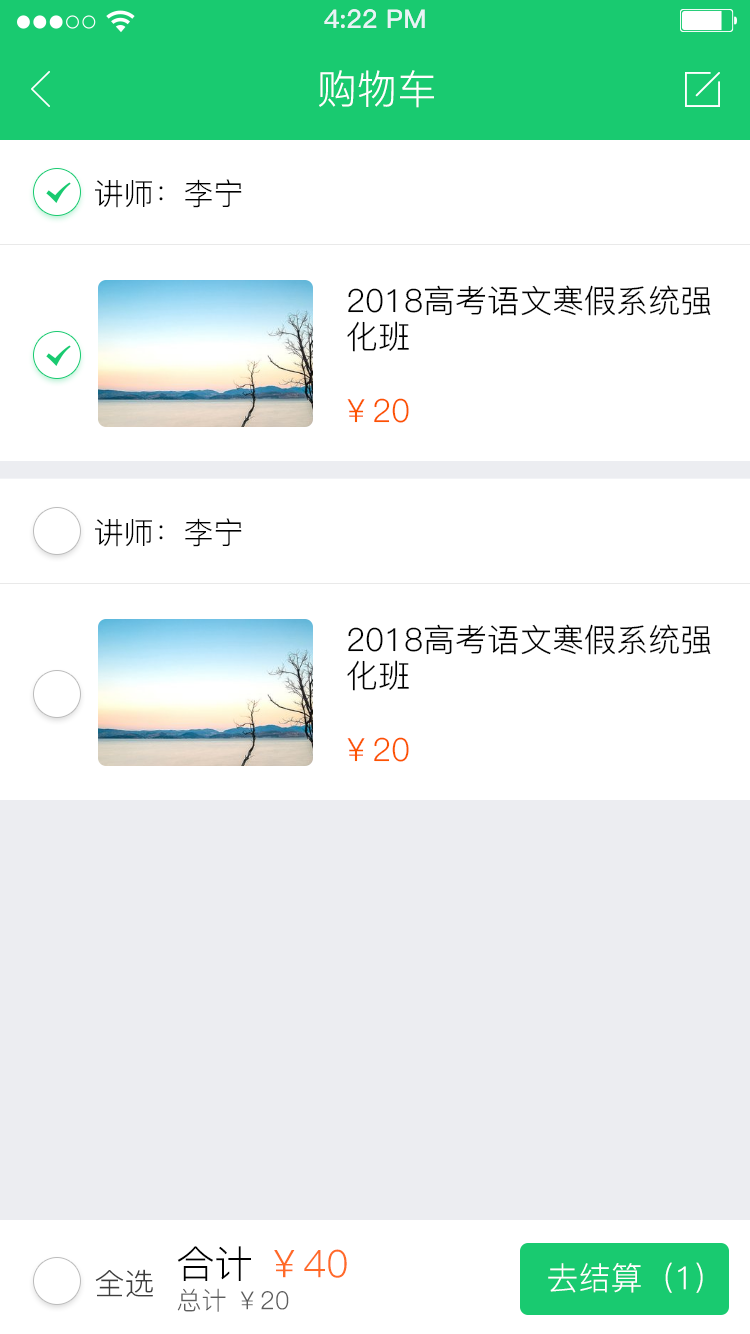 4:22 PM
购物车
讲师：李宁
2018高考语文寒假系统强
化班
￥20
讲师：李宁
2018高考语文寒假系统强
化班
￥20
全选
合计 ￥40
总计 ￥20
去结算（1）